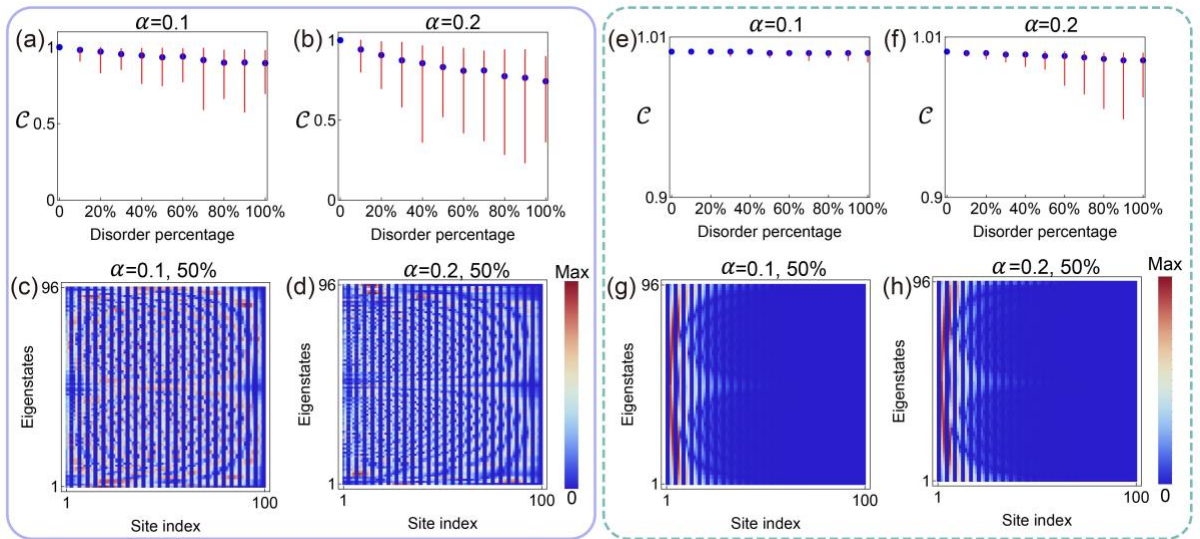 (a) α=0.1
1
0.5
0
𝒞
0 20% 40% 60% 80% 100%
Disorder percentage
(b) α=0.2
1
0.5
0
0 20% 40% 60% 80% 100%
Disorder percentage
(c) α=0.1, 50%
96
1
Eigenstates
1 100
Site index
(d) α=0.2, 50%
96
1
Eigenstates
1 100
Site index
Max
0
(e) α=0.1
1.01
0.9
𝒞
0 20% 40% 60% 80% 100%
Disorder percentage
(f) α=0.2
1.01
0.9
𝒞
0 20% 40% 60% 80% 100%
Disorder percentage
(g) α=0.1, 50%
96
1
Eigenstates
1 100
Site index
(h) α=0.2, 50%
96
1
Eigenstates
1 100
Site index
Max
0